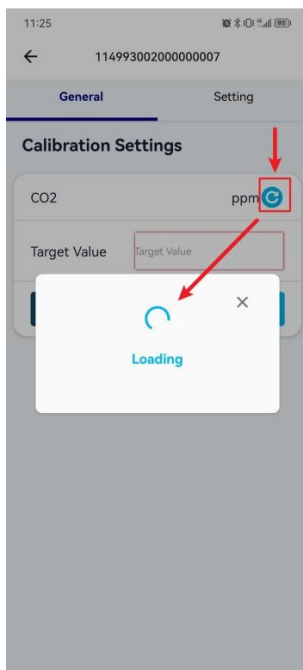 11:25
114993002000000007
General Setting
Calibration Settings
CO2 ppm
Target Value Target Value
Loading